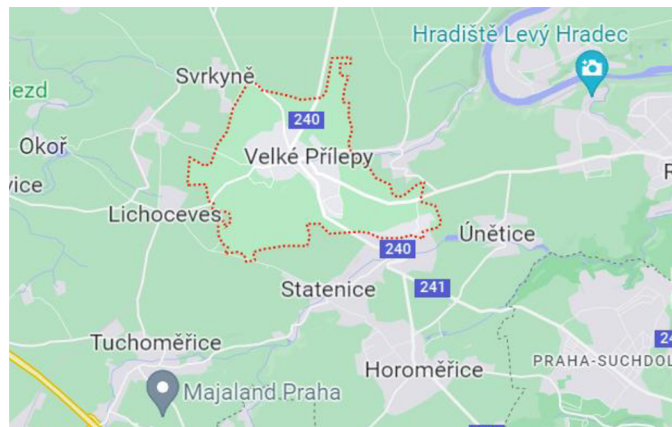 Hradiště Levý Hradec
Svrkyně
jezd
240
Okoř
Velké Přílepy
vice
R
Lichoceves
Únětice
240
Statenice
241
Tuchoměřice
24
Horoměřice
PRAHA-SUCHDOL
Majaland Praha